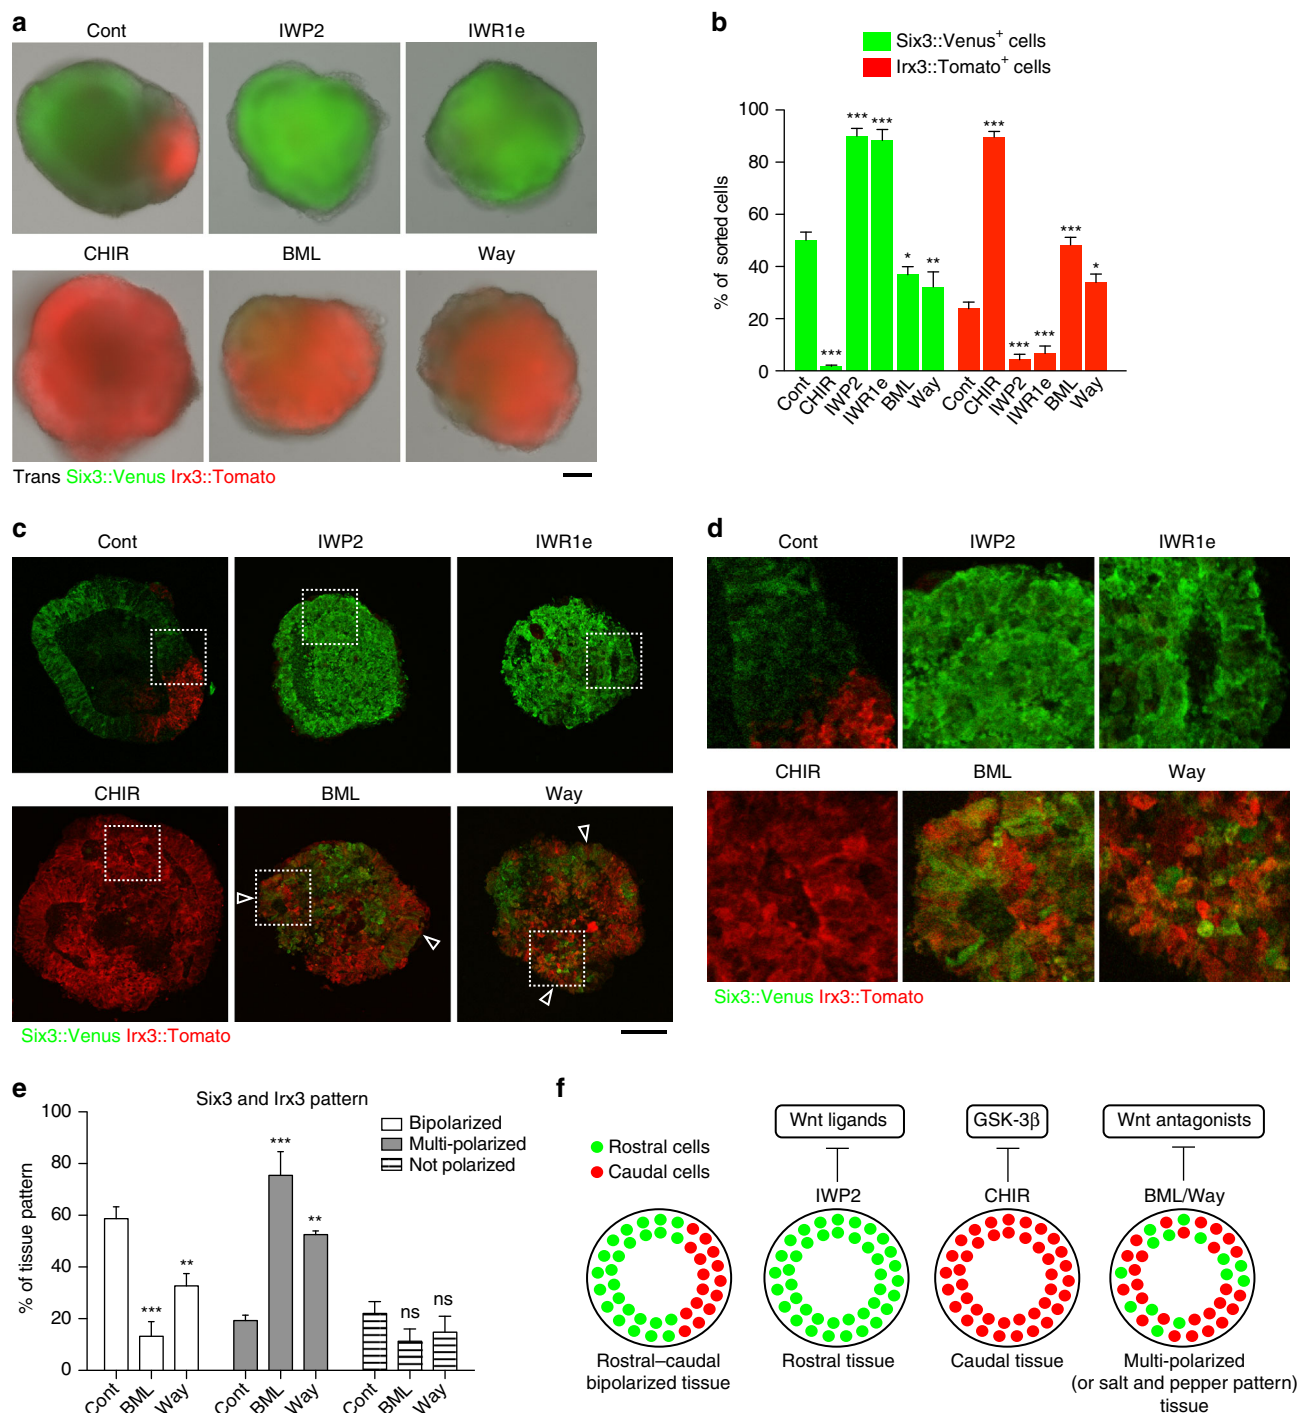 a
Cont IWP2 IWR1e
CHIR BML Way
Trans Six3::Venus Irx3::Tomato
b
Six3::Venus+ cells
Irx3::Tomato+ cells
% of sorted cells
100
80
60
40
20
0
*** *** *** * ** *** *** *** *** *
Cont CHIR IWP2 IWR1e BML Way Cont CHIR IWP2 IWR1e BML Way
c
Cont IWP2 IWR1e
CHIR BML Way
Six3::Venus Irx3::Tomato
d
Cont IWP2 IWR1e
CHIR BML Way
Six3::Venus Irx3::Tomato
e
Six3 and Irx3 pattern
Bipolarized
Multi-polarized
Not polarized
% of tissue pattern
100
80
60
40
20
0
*** ** *** ** ns ns
Cont BML Way Cont BML Way Cont BML Way
f
Rostral cells
Caudal cells
Wnt ligands GSK-3β Wnt antagonists
IWP2 CHIR BML/Way
Rostral–caudal
bipolarized tissue
Rostral tissue
Caudal tissue
Multi-polarized
(or salt and pepper pattern)
tissue